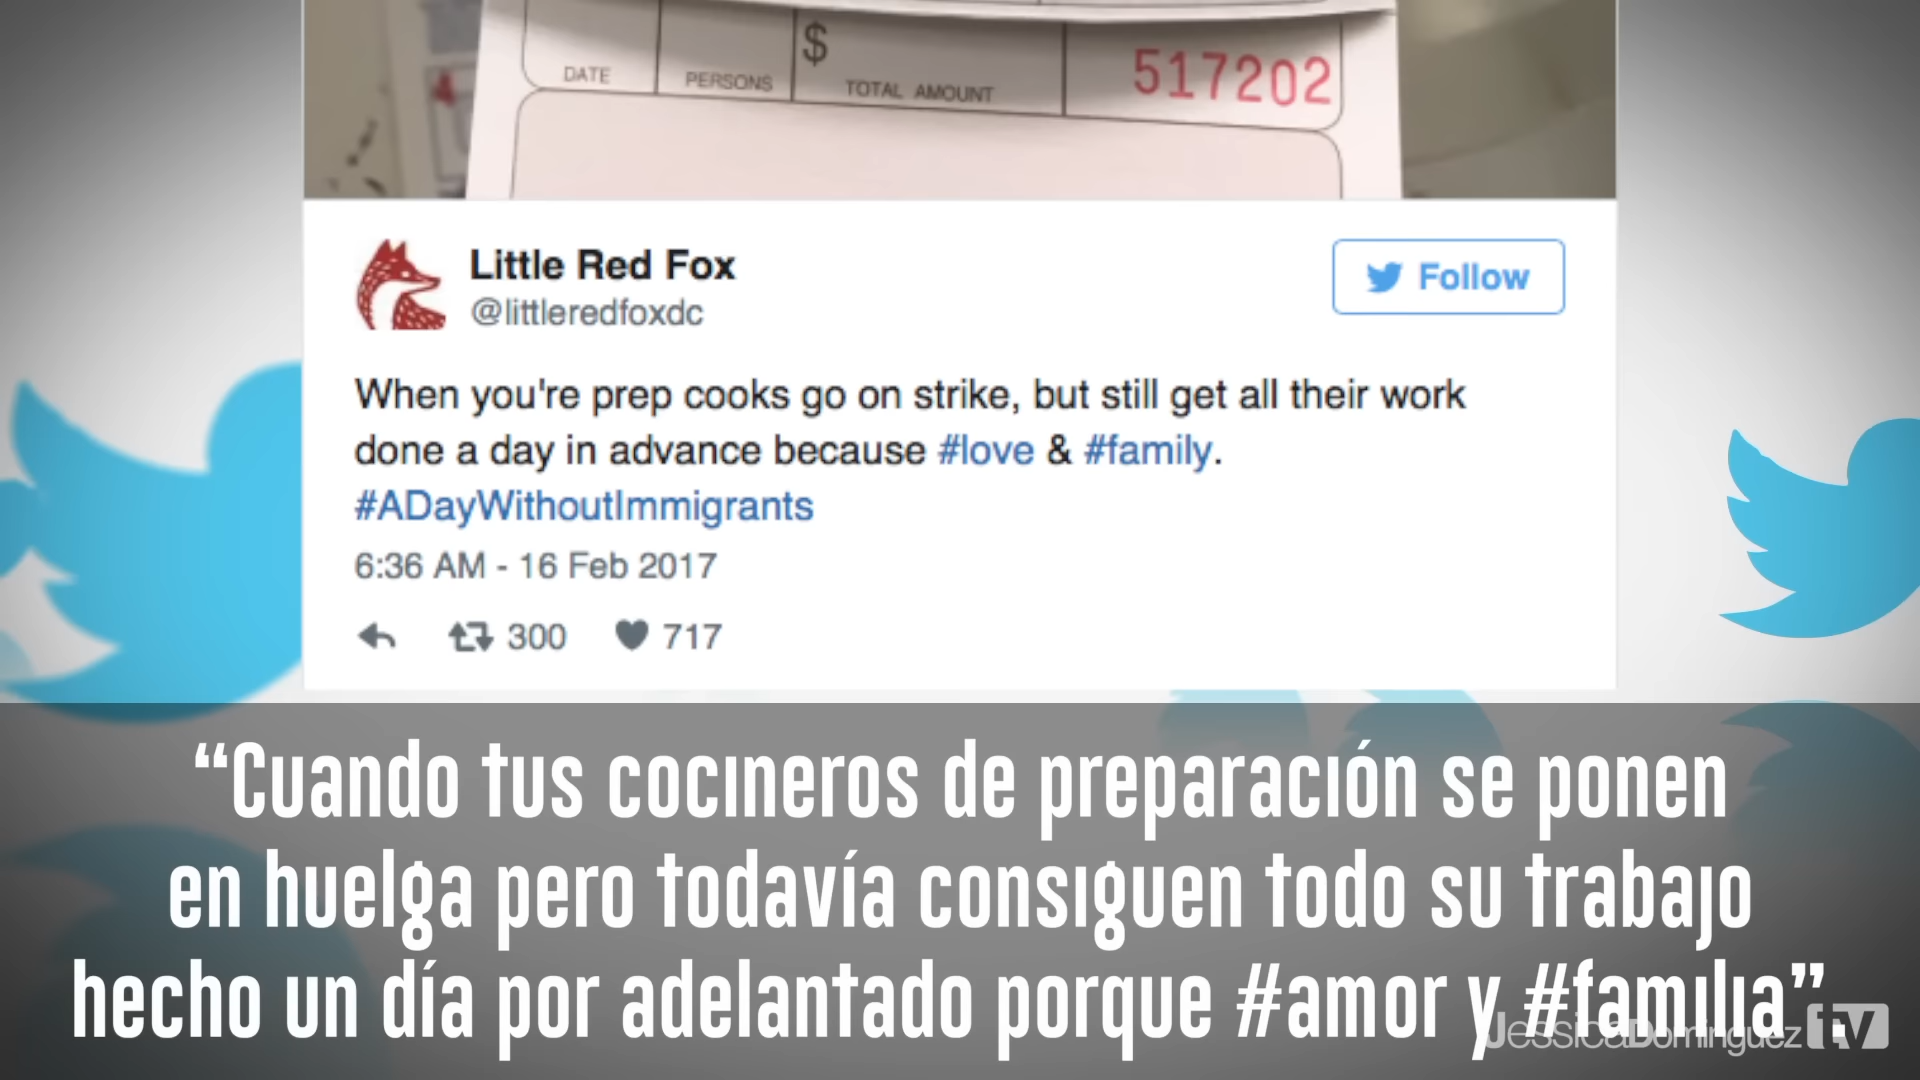 $
DATE PERSONS TOTAL AMOUNT 517202
Little Red Fox
@littleredfoxdc
Follow
When you're prep cooks go on strike, but still get all their work
done a day in advance because #love & #family.
#ADayWithoutImmigrants
6:36 AM - 16 Feb 2017
300 717
“Cuando tus cocineros de preparación se ponen
en huelga pero todavía consiguen todo su trabajo
hecho un día por adelantado porque #amor y #familia”.
JessicaDominguez tv